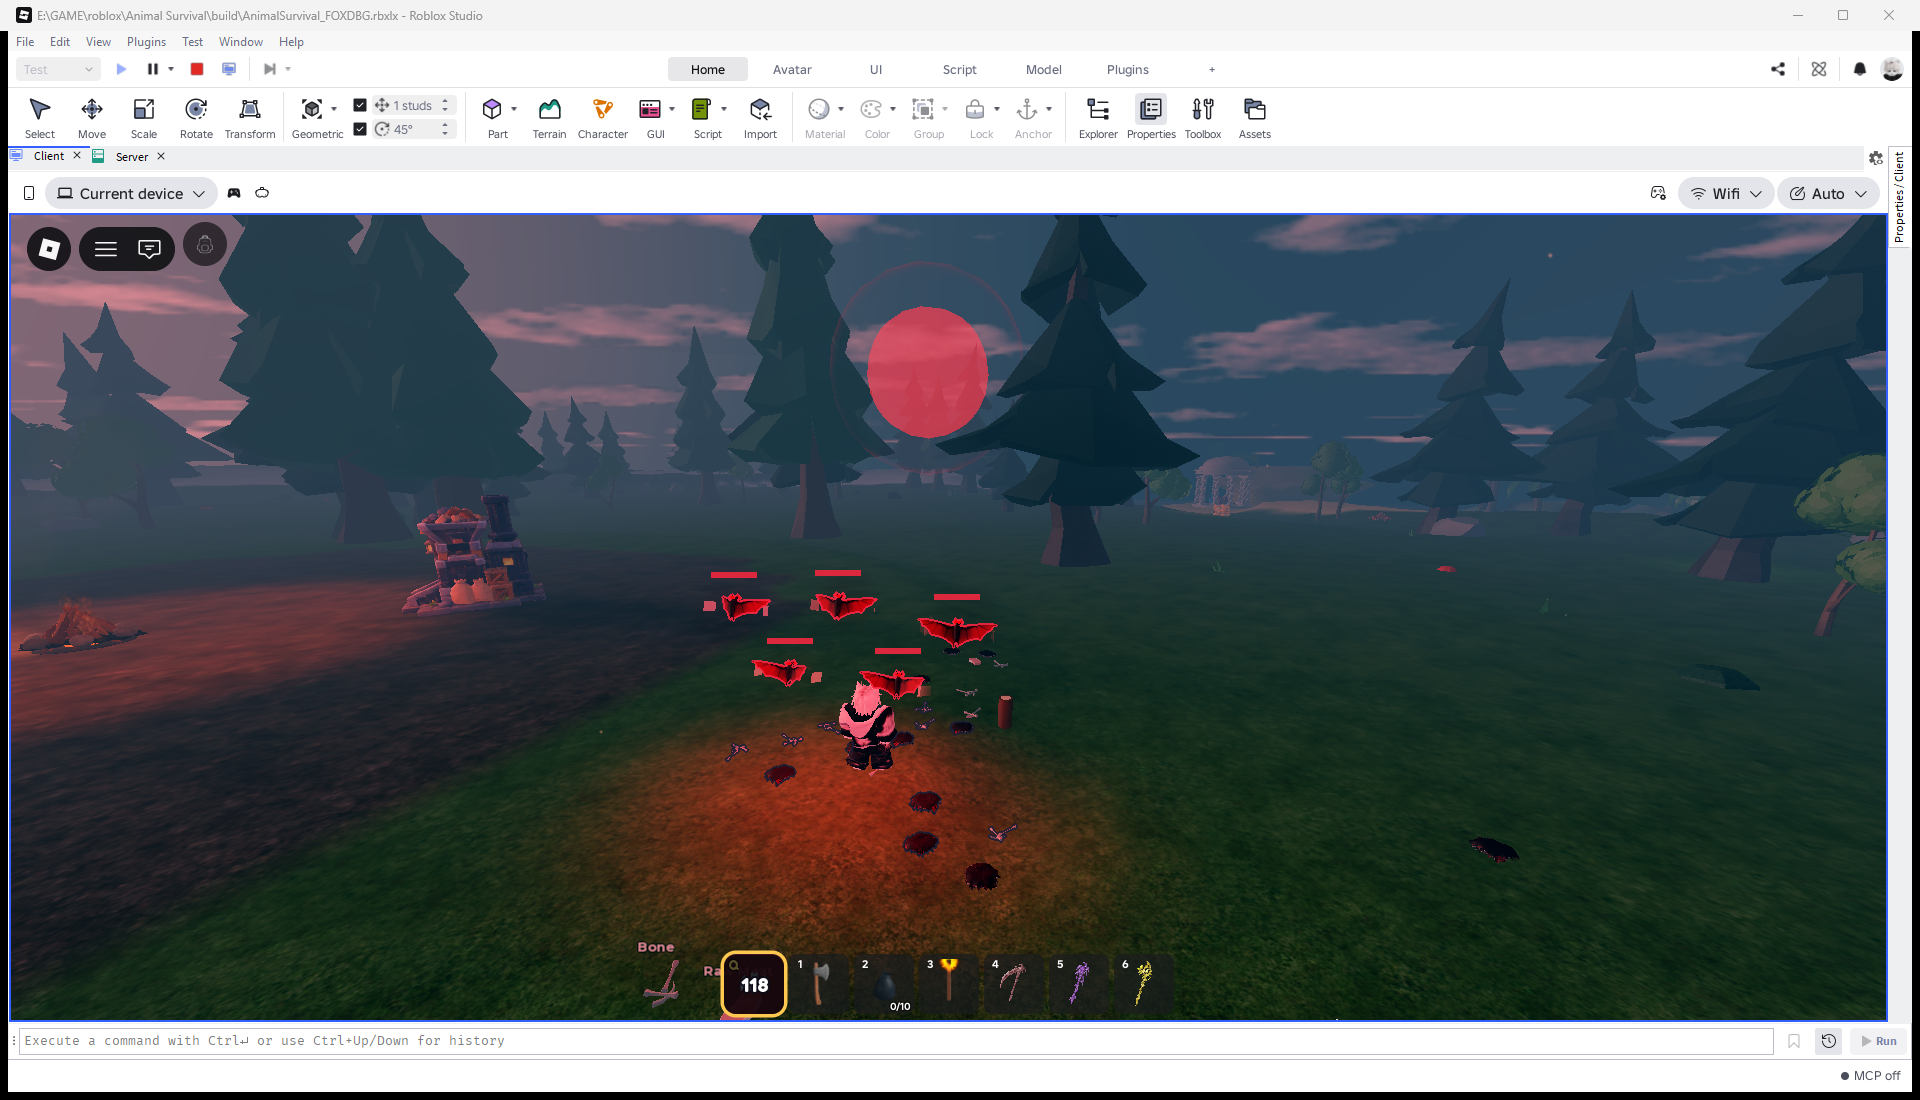 E:\GAME\roblox\Animal Survival\build\AnimalSurvival_FOXDBG.rbxlx - Roblox Studio
File Edit View Plugins Test Window Help
Test
Home Avatar UI Script Model Plugins +
1 studs
45°
Select Move Scale Rotate Transform Geometric Part Terrain Character GUI Script Import Material Color Group Lock Anchor Explorer Properties Toolbox Assets
Client Server
Properties / Client
Current device
Wifi Auto
Bone
Ra
118
1 2 3 4 5 6
0/10
Execute a command with Ctrl↵ or use Ctrl+Up/Down for history
Run
MCP off